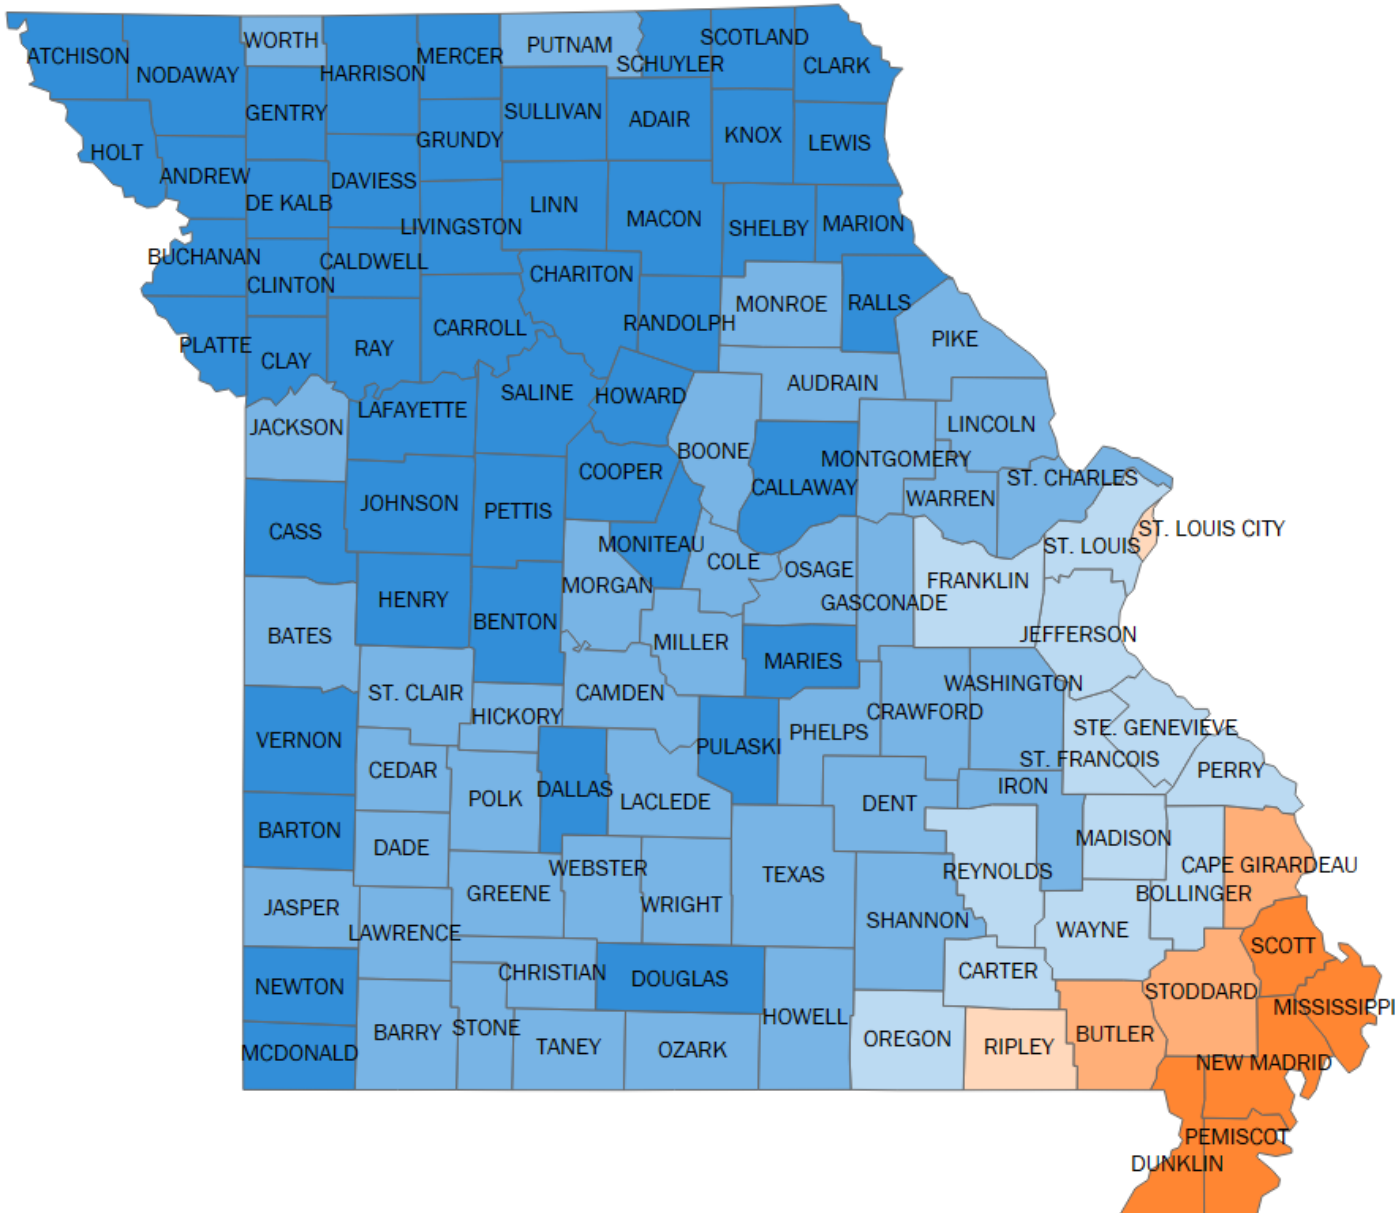 ATCHISON
NODAWAY
WORTH
HARRISON
MERCER
PUTNAM
SCHUYLER
SCOTLAND
CLARK
HOLT
GENTRY
GRUNDY
SULLIVAN
ADAIR
KNOX
LEWIS
ANDREW
DE KALB
DAVIESS
LIVINGSTON
LINN
MACON
SHELBY
MARION
BUCHANAN
CLINTON
CALDWELL
CHARITON
MONROE
RALLS
PLATTE
CLAY
RAY
CARROLL
RANDOLPH
PIKE
JACKSON
LAFAYETTE
SALINE
HOWARD
AUDRAIN
LINCOLN
BOONE
CALLAWAY
MONTGOMERY
WARREN
ST. CHARLES
CASS
JOHNSON
PETTIS
COOPER
MONITEAU
COLE
OSAGE
GASCONADE
FRANKLIN
ST. LOUIS
ST. LOUIS CITY
BATES
HENRY
BENTON
MORGAN
MILLER
MARIES
JEFFERSON
VERNON
ST. CLAIR
HICKORY
CAMDEN
PULASKI
PHELPS
CRAWFORD
WASHINGTON
STE. GENEVIEVE
ST. FRANCOIS
PERRY
BARTON
CEDAR
POLK
DALLAS
LACLEDE
DENT
IRON
MADISON
JASPER
DADE
GREENE
WEBSTER
WRIGHT
TEXAS
REYNOLDS
CAPE GIRARDEAU
BOLLINGER
LAWRENCE
SHANNON
WAYNE
SCOTT
NEWTON
CHRISTIAN
DOUGLAS
CARTER
STODDARD
MISSISSIPPI
MCDONALD
BARRY
STONE
TANEY
OZARK
HOWELL
OREGON
RIPLEY
BUTLER
NEW MADRID
PEMISCOT
DUNKLIN